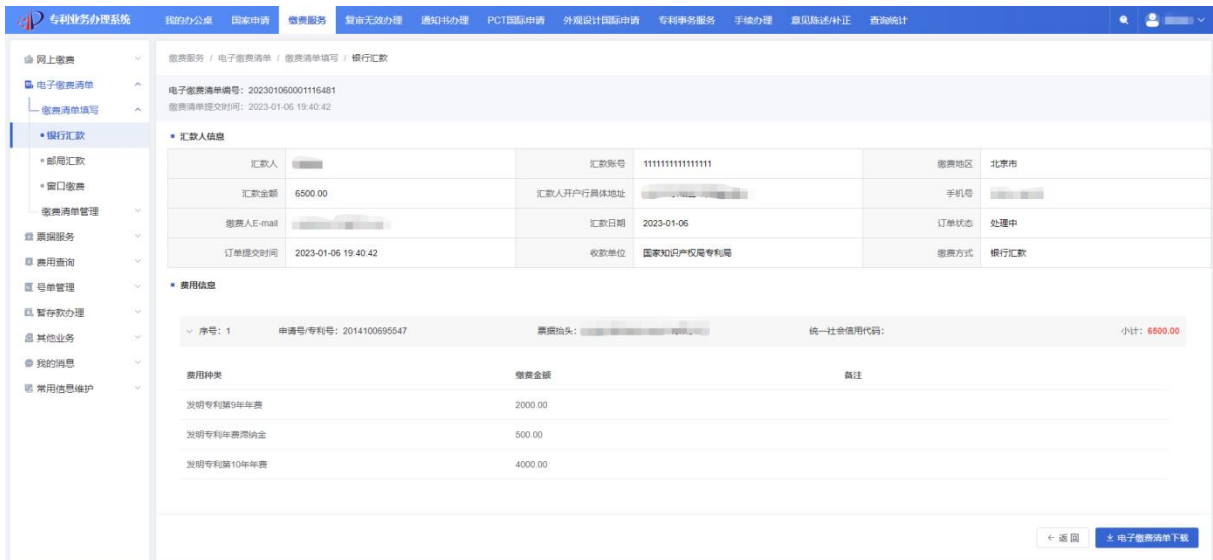 专利业务办理系统 我的办公桌 国家申请 缴费服务 复审无效办理 通知书办理 PCT国际申请 外观设计国际申请 专利事务服务 手续办理 意见陈述/补正 查询统计
网上缴费
电子缴费清单
缴费清单填写
银行汇款
邮局汇款
窗口缴费
缴费清单管理
票据服务
费用查询
号单管理
暂存款办理
其他业务
我的消息
常用信息维护
缴费服务 / 电子缴费清单 / 缴费清单填写 / 银行汇款
电子缴费清单编号：202301060001116481
缴费清单提交时间：2023-01-06 19:40:42
汇款人信息
汇款人 汇款账号 1111111111111111 缴费地区 北京市
汇款金额 6500.00 汇款人开户行具体地址 手机号
缴费人E-mail 汇款日期 2023-01-06 订单状态 处理中
订单提交时间 2023-01-06 19:40:42 收款单位 国家知识产权局专利局 缴费方式 银行汇款
费用信息
序号：1 申请号/专利号：2014100695547 票据抬头： 统一社会信用代码： 小计：6500.00
费用种类 缴费金额 备注
发明专利第9年年费 2000.00
发明专利年费滞纳金 500.00
发明专利第10年年费 4000.00
返回 电子缴费清单下载